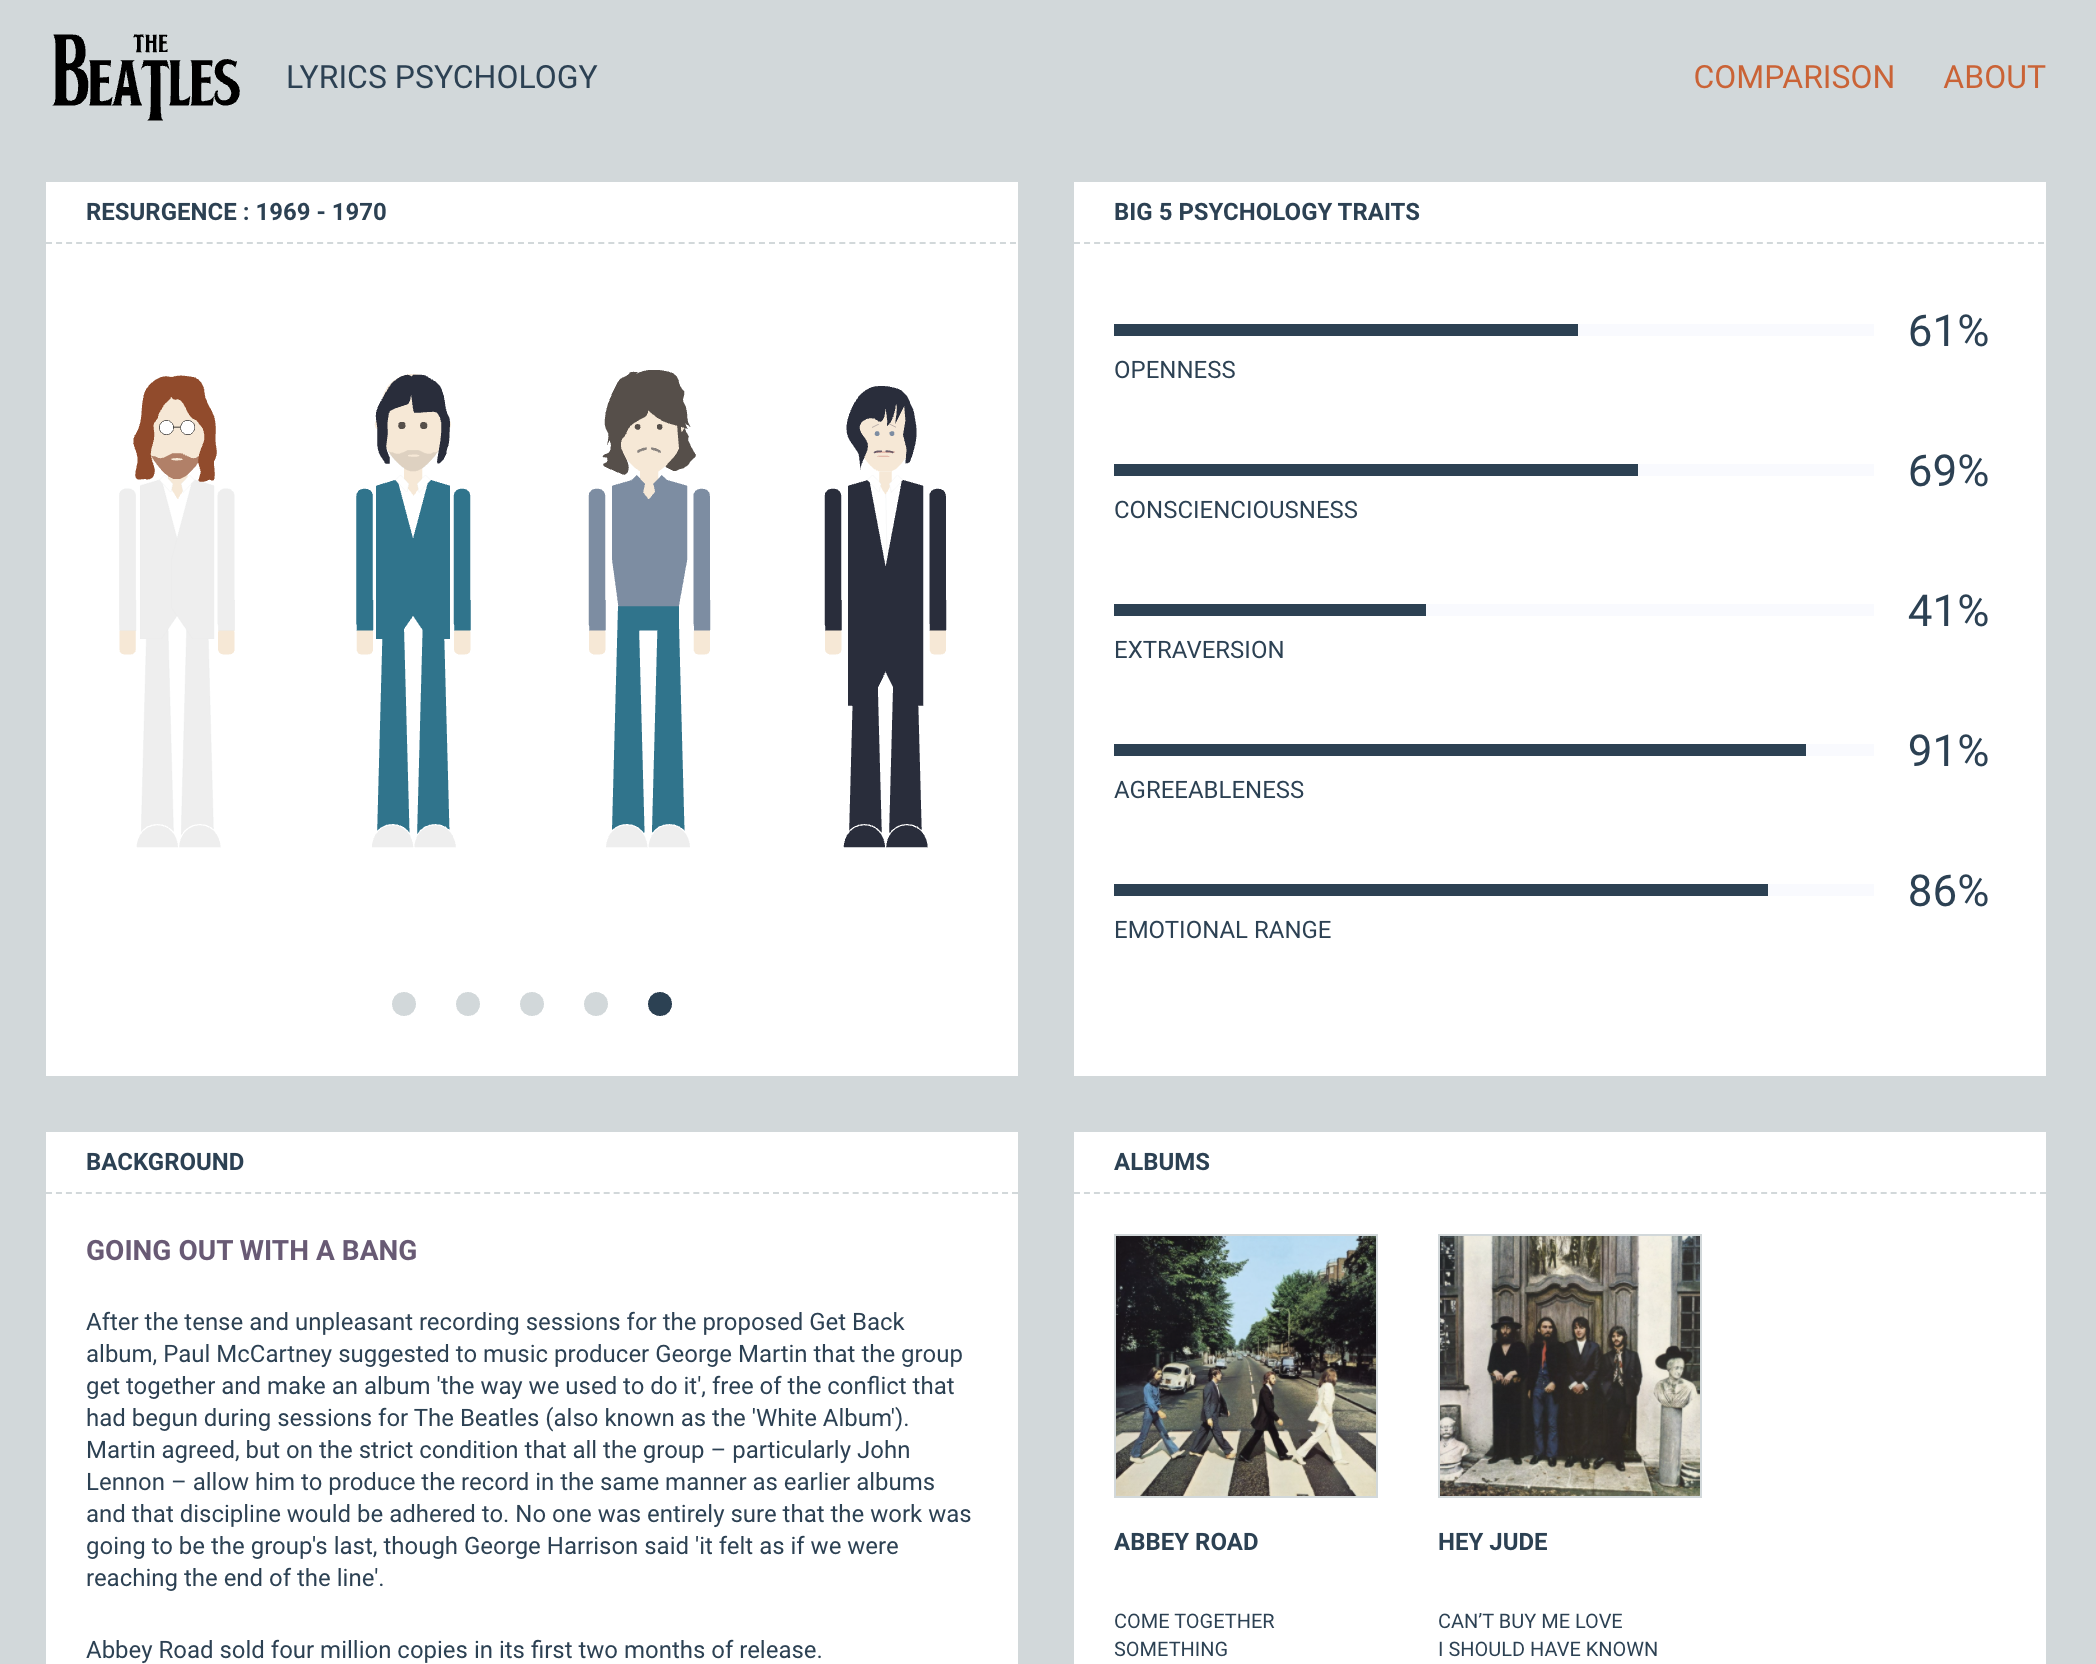 THE
BEATLES
LYRICS PSYCHOLOGY
COMPARISON
ABOUT
RESURGENCE : 1969 - 1970
BIG 5 PSYCHOLOGY TRAITS
61%
OPENNESS
69%
CONSCIENCIOUSNESS
41%
EXTRAVERSION
91%
AGREEABLENESS
86%
EMOTIONAL RANGE
BACKGROUND
GOING OUT WITH A BANG
After the tense and unpleasant recording sessions for the proposed Get Back
album, Paul McCartney suggested to music producer George Martin that the group
get together and make an album 'the way we used to do it', free of the conflict that
had begun during sessions for The Beatles (also known as the 'White Album').
Martin agreed, but on the strict condition that all the group – particularly John
Lennon – allow him to produce the record in the same manner as earlier albums
and that discipline would be adhered to. No one was entirely sure that the work was
going to be the group's last, though George Harrison said 'it felt as if we were
reaching the end of the line'.
Abbey Road sold four million copies in its first two months of release.
ALBUMS
ABBEY ROAD
COME TOGETHER
SOMETHING
HEY JUDE
CAN'T BUY ME LOVE
I SHOULD HAVE KNOWN